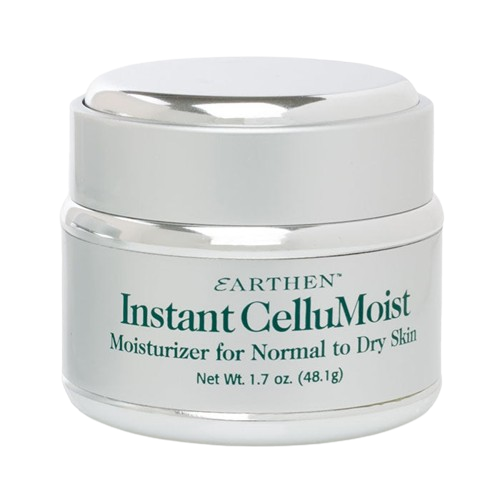 EARTHEN™
Instant CelluMoist
Moisturizer for Normal to Dry Skin
Net Wt. 1.7 oz. (48.1g)